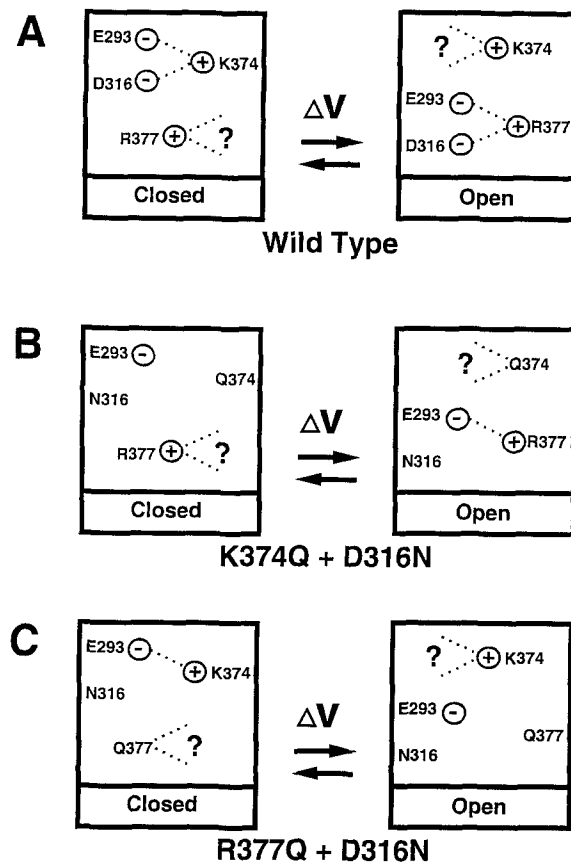 A
E293 - + K374
D316 -
R377 + ?
Closed
ΔV
? + K374
E293 -
+ R377
D316 -
Open
Wild Type
B
E293 -
Q374
N316
R377 + ?
Closed
ΔV
? Q374
E293 -
+ R377
N316
Open
K374Q + D316N
C
E293 -
+ K374
N316
Q377 ?
Closed
ΔV
? + K374
E293 -
Q377
N316
Open
R377Q + D316N